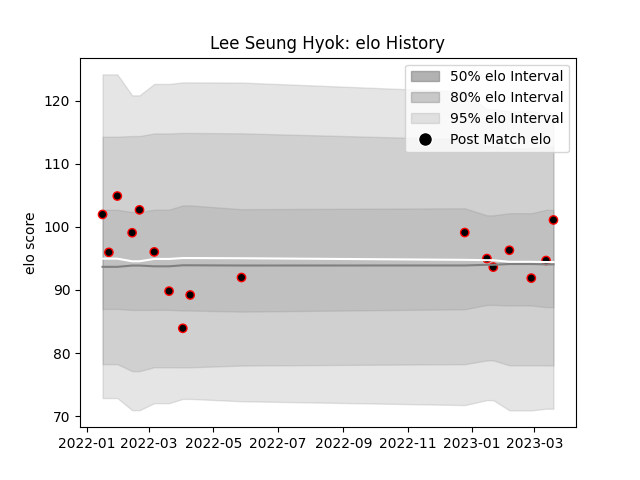 Lee Seung Hyok: elo History
50% elo Interval
80% elo Interval
95% elo Interval
Post Match elo
elo score
120
110
100
90
80
70
2022-01 2022-03 2022-05 2022-07 2022-09 2022-11 2023-01 2023-03